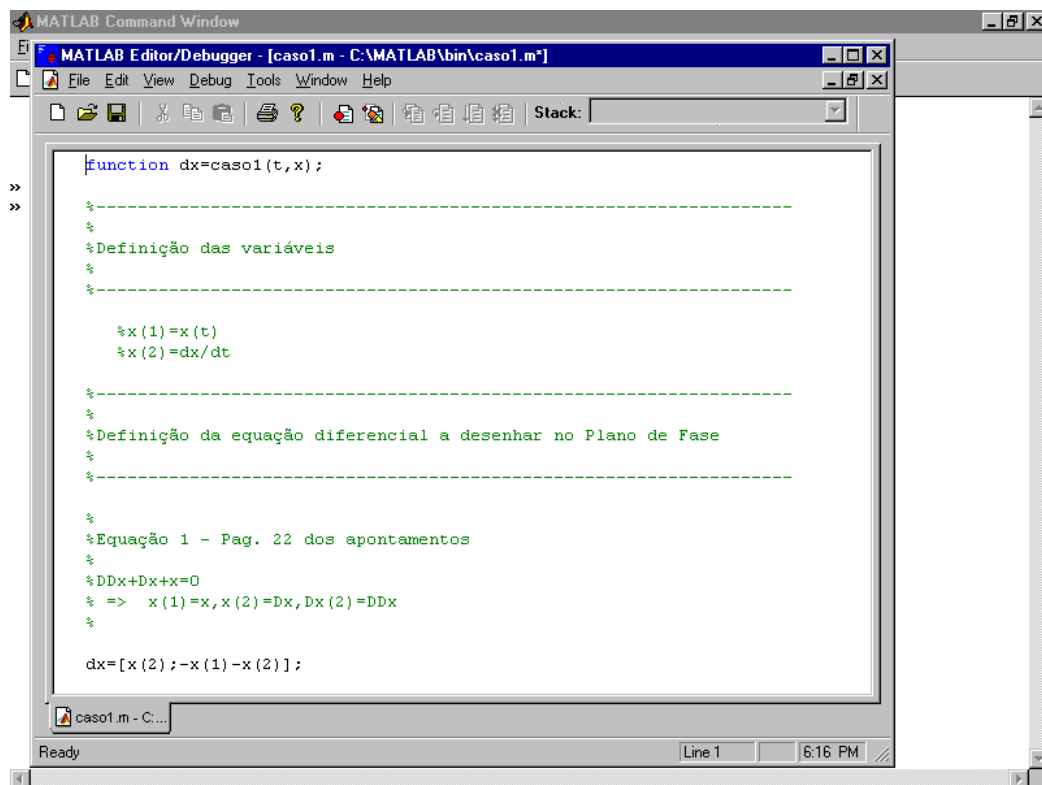 MATLAB Command Window
Fi
MATLAB Editor/Debugger - [caso1.m - C:\MATLAB\bin\caso1.m*]
File Edit View Debug Tools Window Help
Stack:
function dx=caso1(t,x);
»
»
%-------------------------------------------------------------------
%
%Definição das variáveis
%
%-------------------------------------------------------------------
%x(1)=x(t)
%x(2)=dx/dt
%-------------------------------------------------------------------
%
%Definição da equação diferencial a desenhar no Plano de Fase
%
%-------------------------------------------------------------------
%
%Equação 1 - Pag. 22 dos apontamentos
%
%DDx+Dx+x=0
% => x(1)=x,x(2)=Dx,Dx(2)=DDx
%
dx=[x(2);-x(1)-x(2)];
caso1.m - C:...
Ready
Line 1
6:16 PM